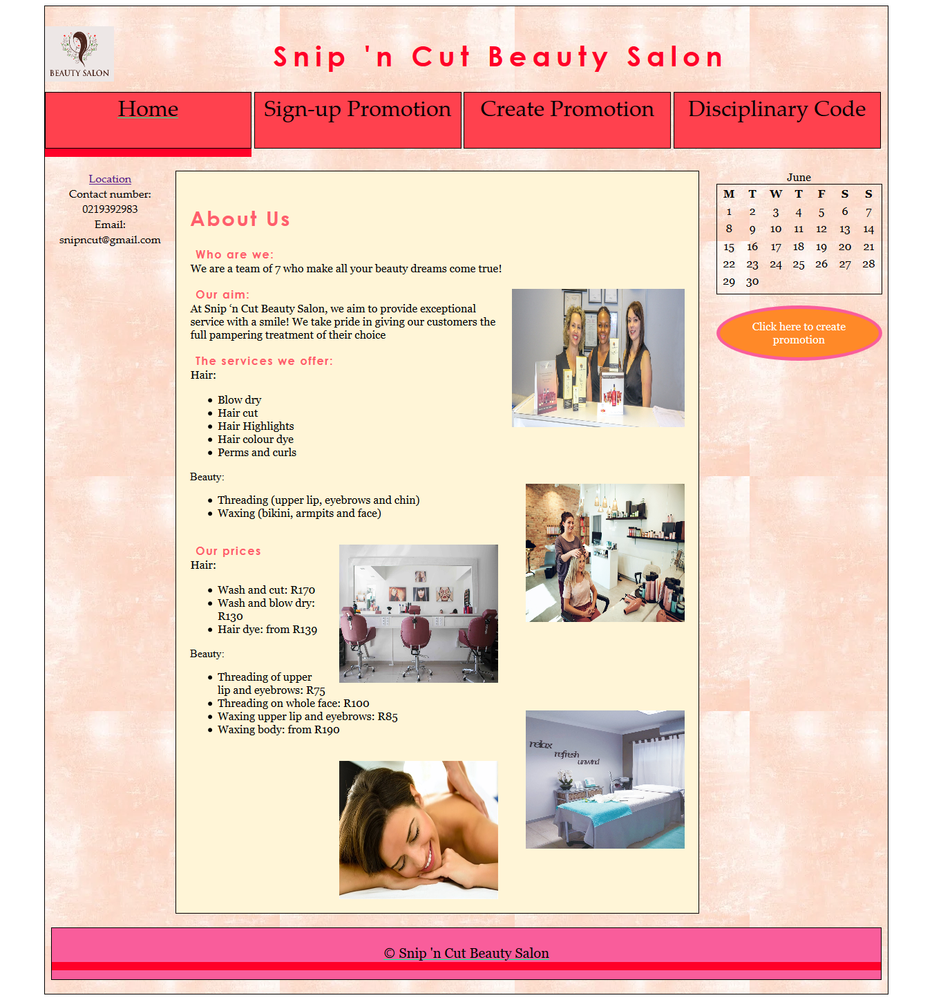 BEAUTY SALON
Snip 'n Cut Beauty Salon
Home
Sign-up Promotion
Create Promotion
Disciplinary Code
Location
Contact number:
0219392983
Email:
snipncut@gmail.com
About Us
Who are we:
We are a team of 7 who make all your beauty dreams come true!
Our aim:
At Snip ‘n Cut Beauty Salon, we aim to provide exceptional
service with a smile! We take pride in giving our customers the
full pampering treatment of their choice
The services we offer:
Hair:
Blow dry
Hair cut
Hair Highlights
Hair colour dye
Perms and curls
Beauty:
Threading (upper lip, eyebrows and chin)
Waxing (bikini, armpits and face)
Our prices
Hair:
Wash and cut: R170
Wash and blow dry:
R130
Hair dye: from R139
Beauty:
Threading of upper
lip and eyebrows: R75
Threading on whole face: R100
Waxing upper lip and eyebrows: R85
Waxing body: from R190
relax
refresh
unwind
June
M T W T F S S
1 2 3 4 5 6 7
8 9 10 11 12 13 14
15 16 17 18 19 20 21
22 23 24 25 26 27 28
29 30
Click here to create
promotion
© Snip 'n Cut Beauty Salon